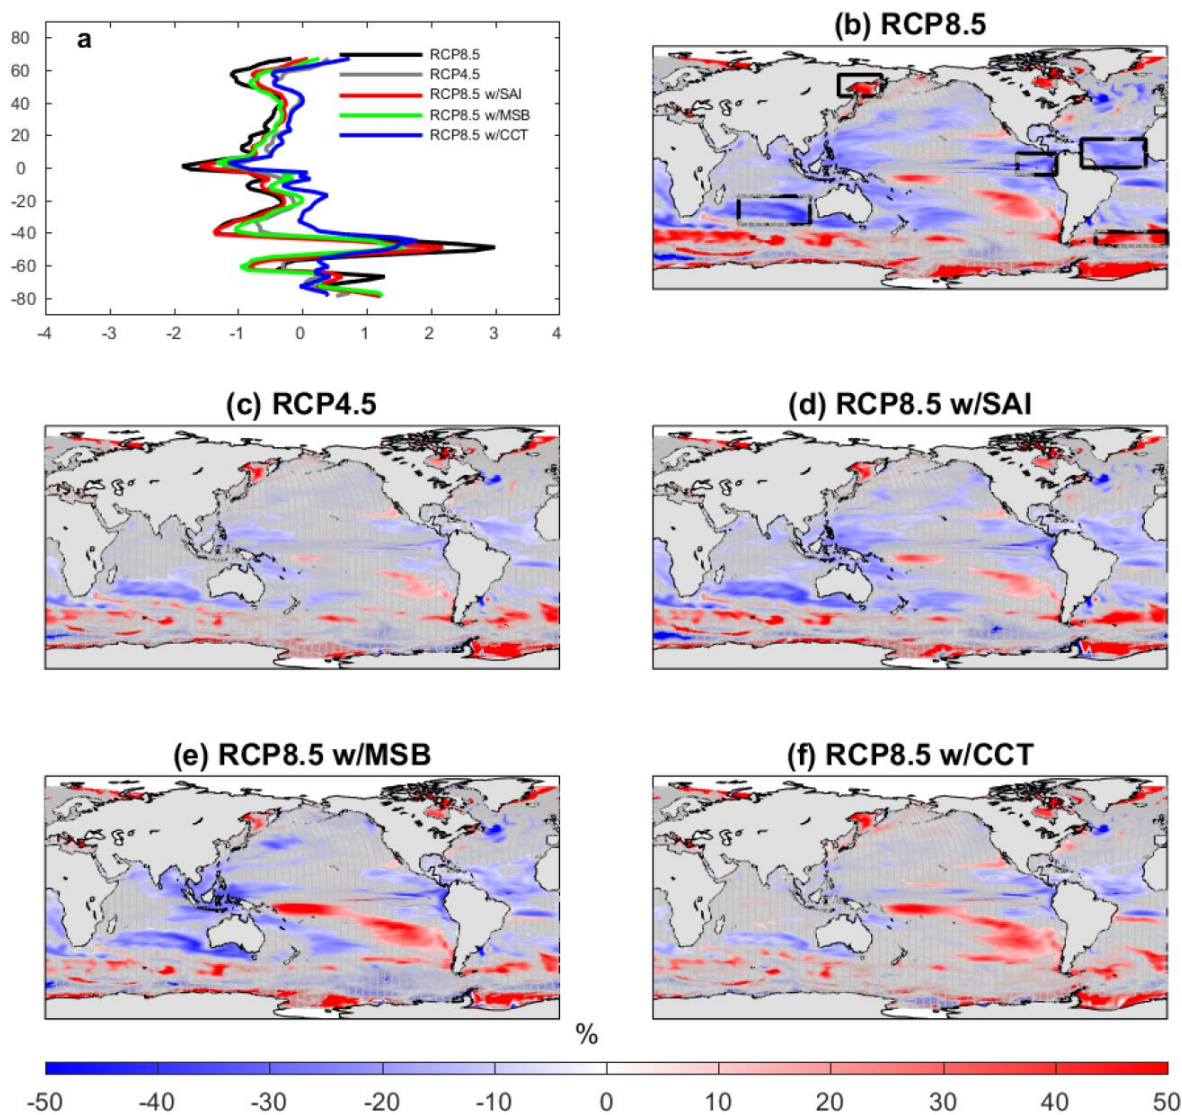 a
80
60
40
20
0
-20
-40
-60
-80
-4 -3 -2 -1 0 1 2 3 4
RCP8.5
RCP4.5
RCP8.5 w/SAI
RCP8.5 w/MSB
RCP8.5 w/CCT
(b) RCP8.5
(c) RCP4.5
(d) RCP8.5 w/SAI
(e) RCP8.5 w/MSB
(f) RCP8.5 w/CCT
%
-50 -40 -30 -20 -10 0 10 20 30 40 50